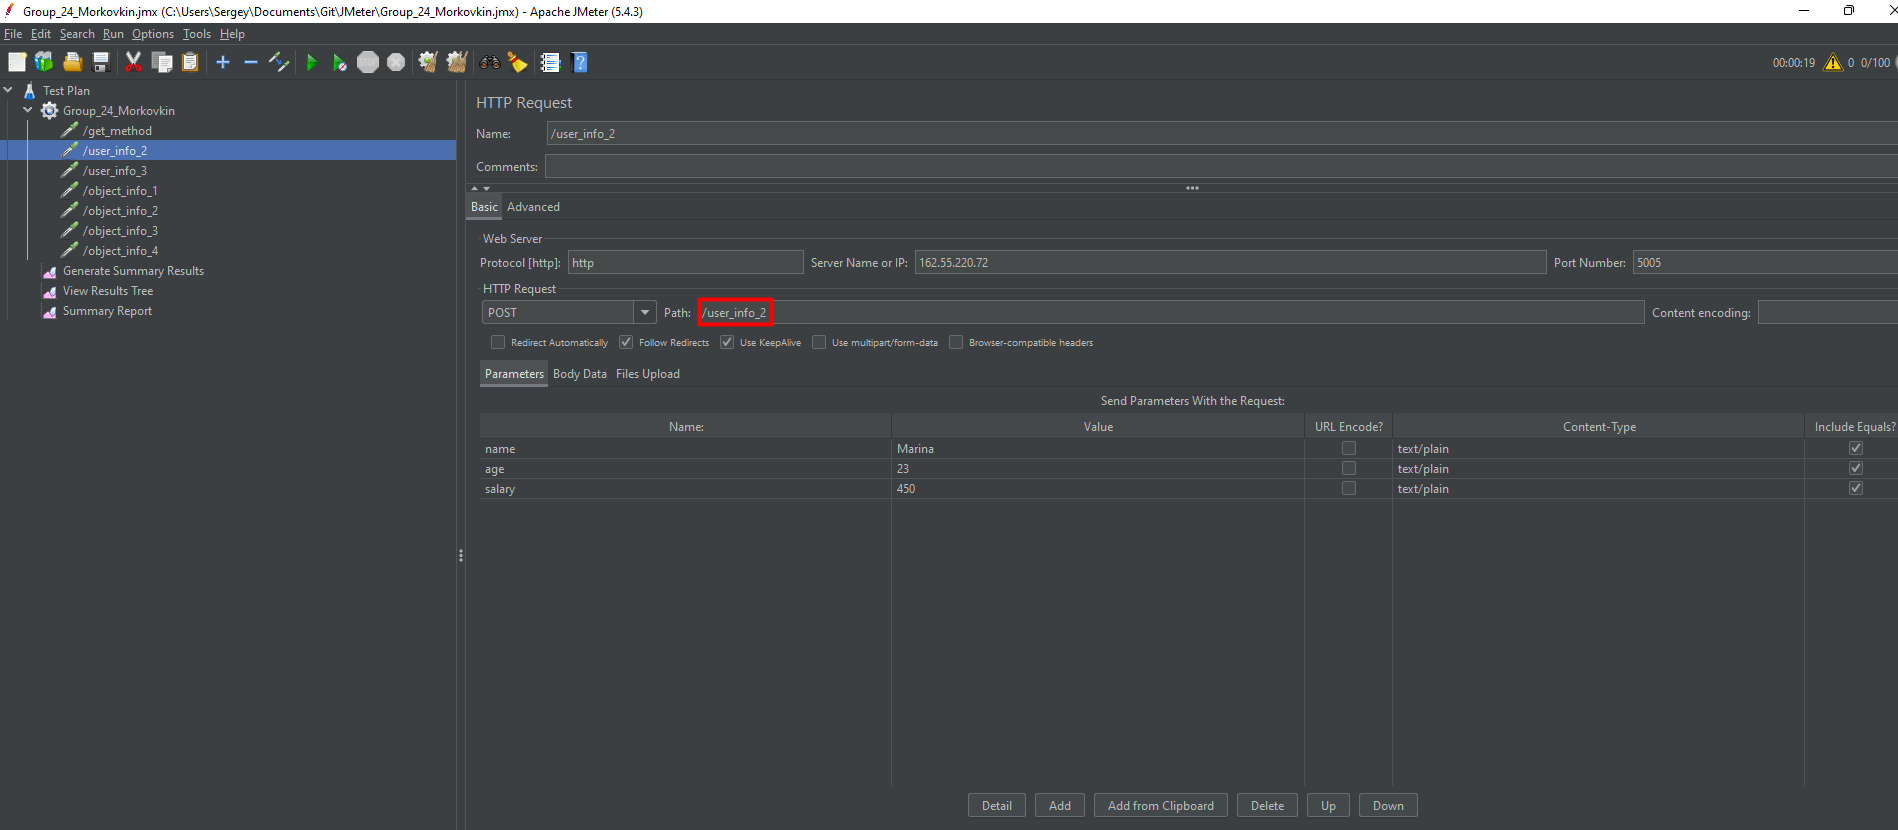 Group_24_Morkovkin.jmx (C:\Users\Sergey\Documents\Git\JMeter\Group_24_Morkovkin.jmx) - Apache JMeter (5.4.3)
File Edit Search Run Options Tools Help
00:00:19 0 0/100
Test Plan
Group_24_Morkovkin
/get_method
/user_info_2
/user_info_3
/object_info_1
/object_info_2
/object_info_3
/object_info_4
Generate Summary Results
View Results Tree
Summary Report
HTTP Request
Name: /user_info_2
Comments:
Basic Advanced
Web Server
Protocol [http]: http Server Name or IP: 162.55.220.72 Port Number: 5005
HTTP Request
POST Path: /user_info_2 Content encoding:
Redirect Automatically Follow Redirects Use KeepAlive Use multipart/form-data Browser-compatible headers
Parameters Body Data Files Upload
Send Parameters With the Request:
Name: Value URL Encode? Content-Type Include Equals?
name Marina text/plain
age 23 text/plain
salary 450 text/plain
Detail Add Add from Clipboard Delete Up Down